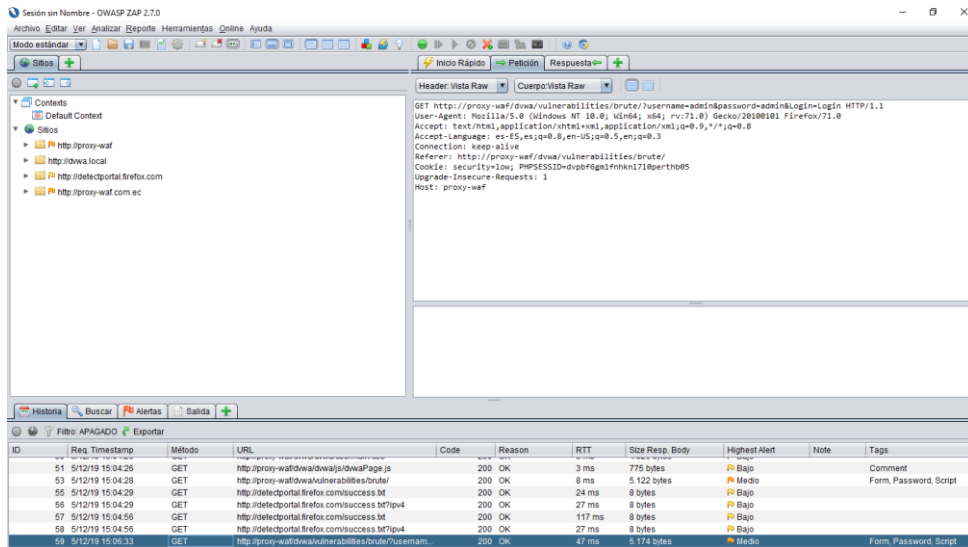 Sesión sin Nombre - OWASP ZAP 2.7.0
Archivo Editar Ver Analizar Reporte Herramientas Online Ayuda
Modo estándar
Sitios
Inicio Rápido Petición Respuesta
Header: Vista Raw Cuerpo:Vista Raw
Contexts
Default Context
Sitios
http://proxy-waf
http://dvwa.local
http://detectportal.firefox.com
http://proxy-waf.com.ec
GET http://proxy-waf/dvwa/vulnerabilities/brute/?username=admin&password=admin&Login=Login HTTP/1.1
User-Agent: Mozilla/5.0 (Windows NT 10.0; Win64; x64; rv:71.0) Gecko/20100101 Firefox/71.0
Accept: text/html,application/xhtml+xml,application/xml;q=0.9,*/*;q=0.8
Accept-Language: es-ES,es;q=0.8,en-US;q=0.5,en;q=0.3
Connection: keep-alive
Referer: http://proxy-waf/dvwa/vulnerabilities/brute/
Cookie: security=low; PHPSESSID=dvpbf6gm1fnhknl7l0perthb05
Upgrade-Insecure-Requests: 1
Host: proxy-waf
Historia Buscar Alertas Salida
Filtro: APAGADO Exportar
ID Req. Timestamp Método URL Code Reason RTT Size Resp. Body Highest Alert Note Tags
51 5/12/19 15:04:26 GET http://proxy-waf/dvwa/dvwa/js/dvwaPage.js 200 OK 3 ms 775 bytes Bajo Comment
53 5/12/19 15:04:28 GET http://proxy-waf/dvwa/vulnerabilities/brute/ 200 OK 8 ms 5.122 bytes Medio Form, Password, Script
55 5/12/19 15:04:29 GET http://detectportal.firefox.com/success.txt 200 OK 24 ms 8 bytes Bajo
56 5/12/19 15:04:29 GET http://detectportal.firefox.com/success.txt?ipv4 200 OK 27 ms 8 bytes Bajo
57 5/12/19 15:04:56 GET http://detectportal.firefox.com/success.txt 200 OK 117 ms 8 bytes Bajo
58 5/12/19 15:04:56 GET http://detectportal.firefox.com/success.txt?ipv4 200 OK 27 ms 8 bytes Bajo
59 5/12/19 15:06:33 GET http://proxy-waf/dvwa/vulnerabilities/brute/?usernam... 200 OK 47 ms 5.174 bytes Medio Form, Password, Script